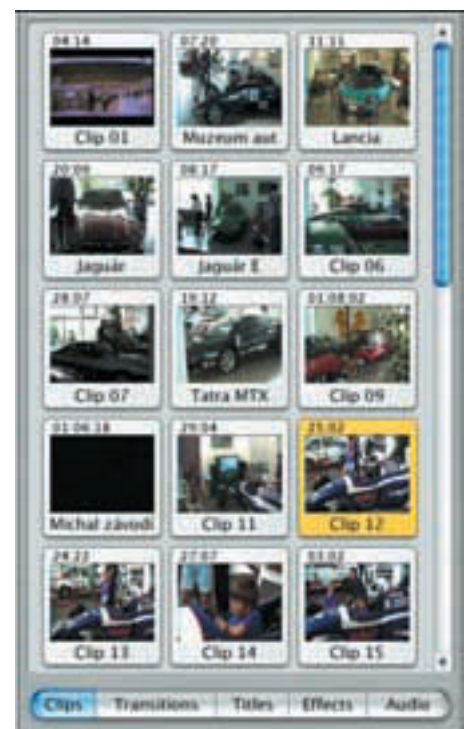 04:14 07:20 11:11
Clip 01 Muzeum aut Lancia
20:09 08:17 09:17
Jaguár Jaguár E Clip 06
28:07 19:12 01:08:02
Clip 07 Tatra MTX Clip 09
01:06:18 29:04 25:02
Michal závodí Clip 11 Clip 12
24:22 27:07 03:02
Clip 13 Clip 14 Clip 15
Clips Transitions Titles Effects Audio